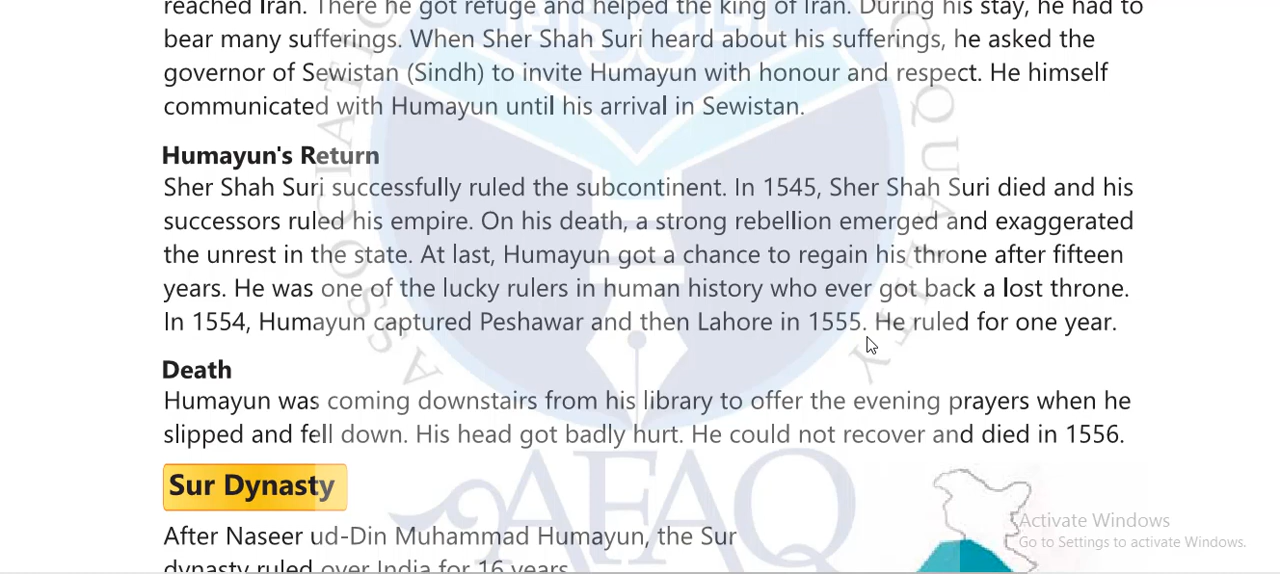 reached Iran. There he got refuge and helped the king of Iran. During his stay, he had to
bear many sufferings. When Sher Shah Suri heard about his sufferings, he asked the
governor of Sewistan (Sindh) to invite Humayun with honour and respect. He himself
communicated with Humayun until his arrival in Sewistan.
Humayun's Return
Sher Shah Suri successfully ruled the subcontinent. In 1545, Sher Shah Suri died and his
successors ruled his empire. On his death, a strong rebellion emerged and exaggerated
the unrest in the state. At last, Humayun got a chance to regain his throne after fifteen
years. He was one of the lucky rulers in human history who ever got back a lost throne.
In 1554, Humayun captured Peshawar and then Lahore in 1555. He ruled for one year.
Death
Humayun was coming downstairs from his library to offer the evening prayers when he
slipped and fell down. His head got badly hurt. He could not recover and died in 1556.
Sur Dynasty
After Naseer ud-Din Muhammad Humayun, the Sur
dynasty ruled over India for 16 years
AFAQ
Activate Windows
Go to Settings to activate Windows.